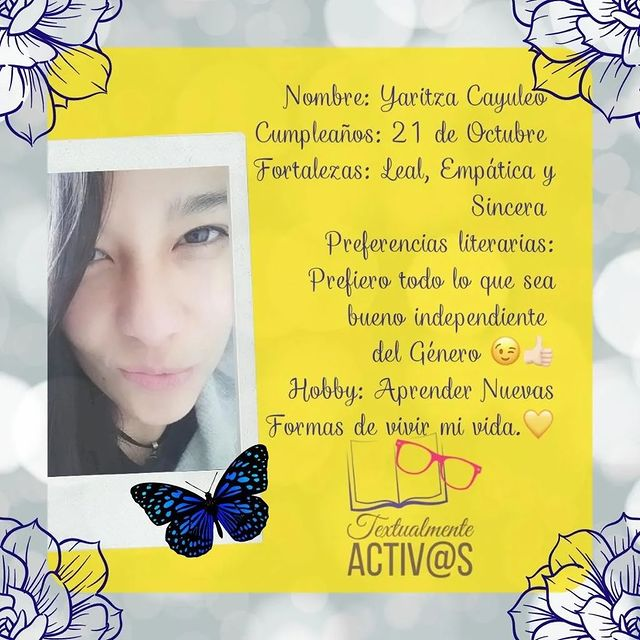 Nombre: Yaritza Cayuleo
Cumpleaños: 21 de Octubre
Fortalezas: Leal, Empática y
Sincera
Preferencias literarias:
Prefiero todo lo que sea
bueno independiente
del Género 😉👍🏻
Hobby: Aprender Nuevas
Formas de vivir mi vida.💛
Textualmente
ACTIV@S